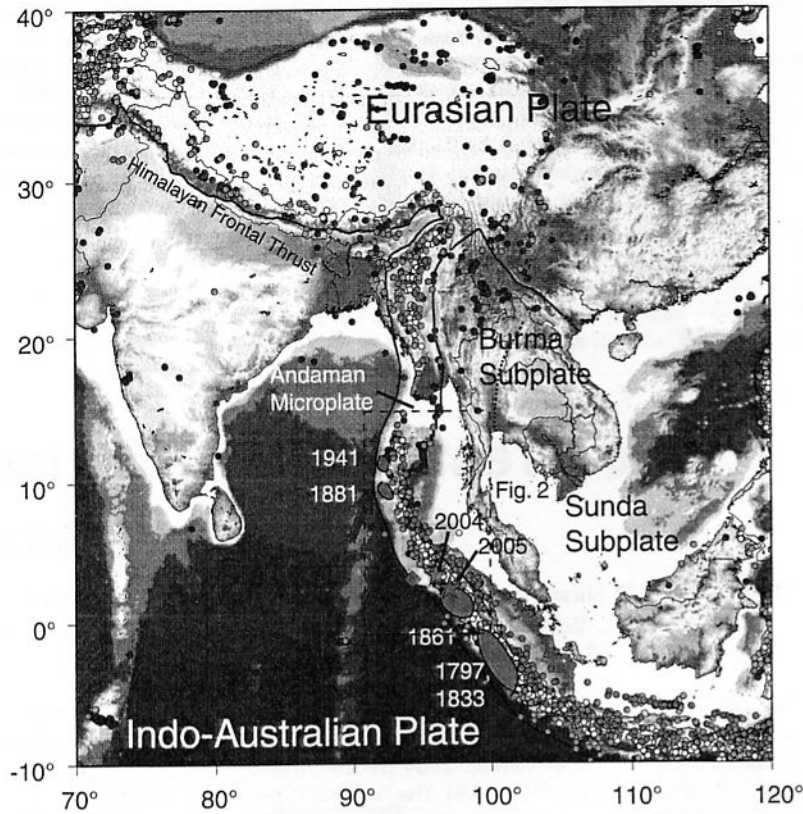 40°
30°
20°
10°
0°
-10°
Eurasian Plate
Himalayan Frontal Thrust
Burma
Subplate
Andaman
Microplate
1941
1881
Fig. 2
2004
2005
Sunda
Subplate
1861
1797
1833
Indo-Australian Plate
70°
80°
90°
100°
110°
120°